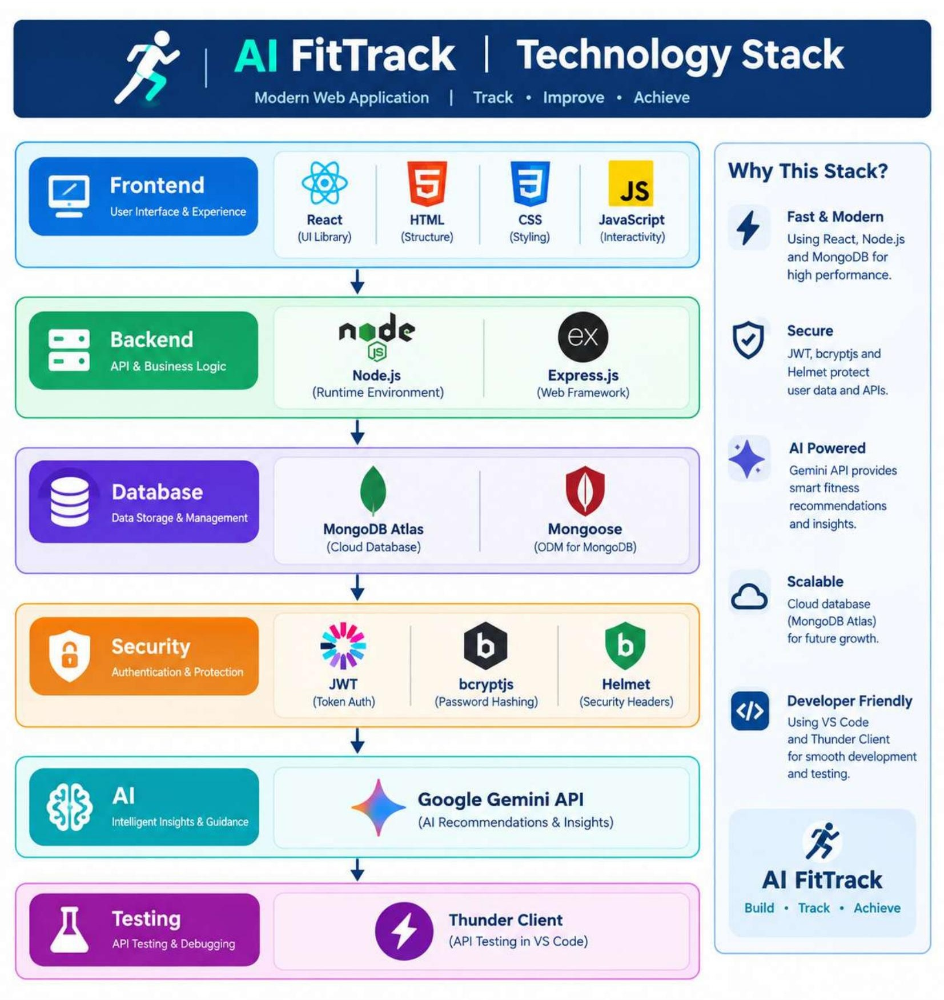 AI FitTrack | Technology Stack
Modern Web Application | Track • Improve • Achieve
Frontend
User Interface & Experience
React
(UI Library)
HTML
(Structure)
CSS
(Styling)
JS
JavaScript
(Interactivity)
Backend
API & Business Logic
node
JS
Node.js
(Runtime Environment)
ex
Express.js
(Web Framework)
Database
Data Storage & Management
MongoDB Atlas
(Cloud Database)
Mongoose
(ODM for MongoDB)
Security
Authentication & Protection
JWT
(Token Auth)
b
bcryptjs
(Password Hashing)
b
Helmet
(Security Headers)
AI
Intelligent Insights & Guidance
Google Gemini API
(AI Recommendations & Insights)
Testing
API Testing & Debugging
Thunder Client
(API Testing in VS Code)
Why This Stack?
Fast & Modern
Using React, Node.js
and MongoDB for
high performance.
Secure
JWT, bcryptjs and
Helmet protect
user data and APIs.
AI Powered
Gemini API provides
smart fitness
recommendations
and insights.
Scalable
Cloud database
(MongoDB Atlas)
for future growth.
</>
Developer Friendly
Using VS Code
and Thunder Client
for smooth development
and testing.
AI FitTrack
Build • Track • Achieve